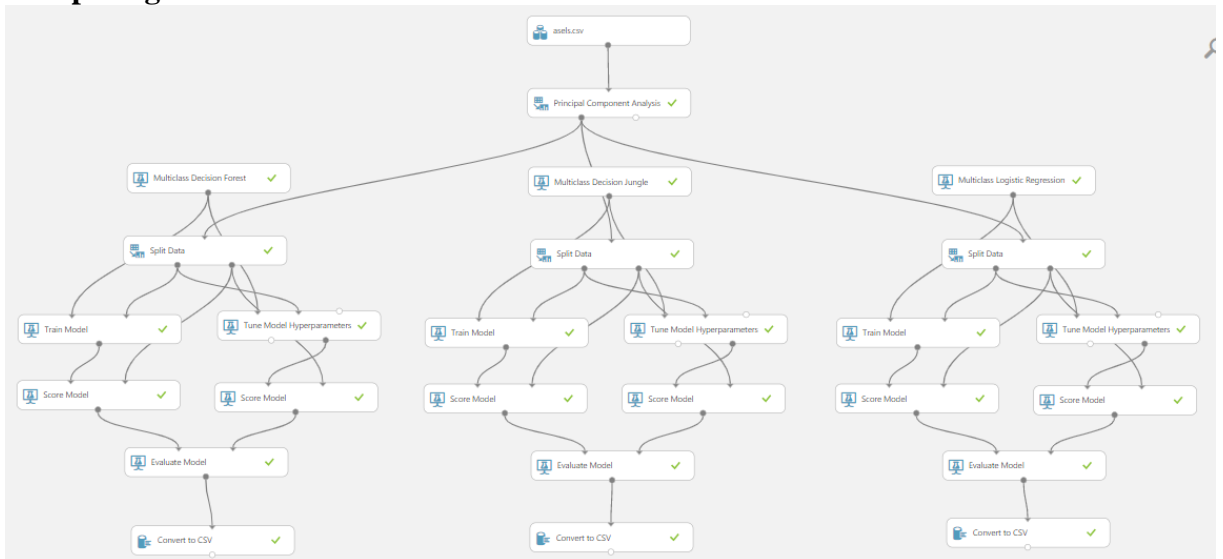 asels.csv
Principal Component Analysis
Multiclass Decision Forest
Multiclass Decision Jungle
Multiclass Logistic Regression
Split Data
Split Data
Split Data
Train Model
Tune Model Hyperparameters
Train Model
Tune Model Hyperparameters
Train Model
Tune Model Hyperparameters
Score Model
Score Model
Score Model
Score Model
Score Model
Score Model
Evaluate Model
Evaluate Model
Evaluate Model
Convert to CSV
Convert to CSV
Convert to CSV